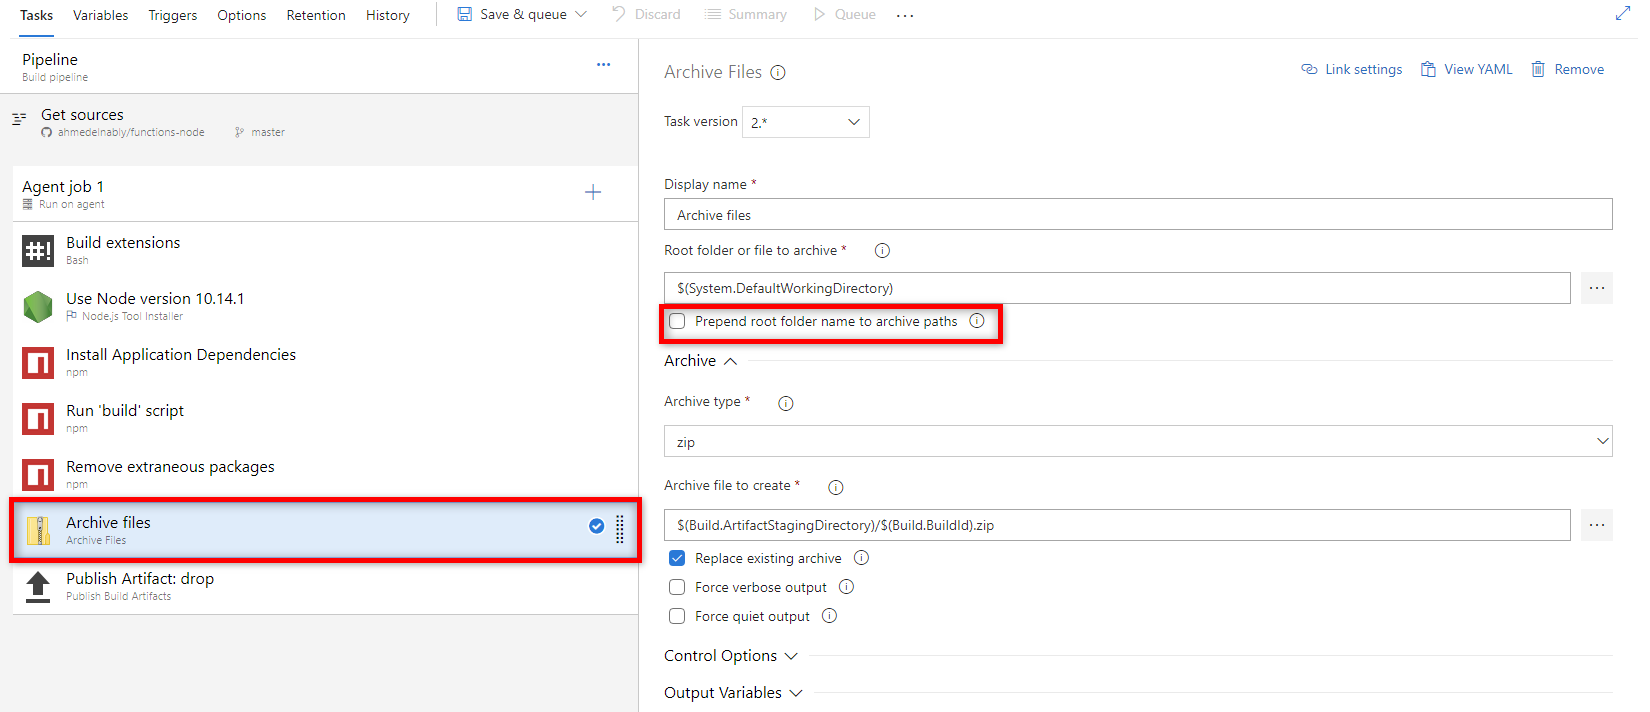 Tasks Variables Triggers Options Retention History Save & queue Discard Summary Queue ...
Pipeline
Build pipeline
Get sources
ahmedelnably/functions-node master
Agent job 1
Run on agent
Build extensions
Bash
Use Node version 10.14.1
Node.js Tool Installer
Install Application Dependencies
npm
Run 'build' script
npm
Remove extraneous packages
npm
Archive files
Archive Files
Publish Artifact: drop
Publish Build Artifacts
Archive Files
Link settings View YAML Remove
Task version 2.*
Display name *
Archive files
Root folder or file to archive *
$(System.DefaultWorkingDirectory)
Prepend root folder name to archive paths
Archive
Archive type *
zip
Archive file to create *
$(Build.ArtifactStagingDirectory)/$(Build.BuildId).zip
Replace existing archive
Force verbose output
Force quiet output
Control Options
Output Variables